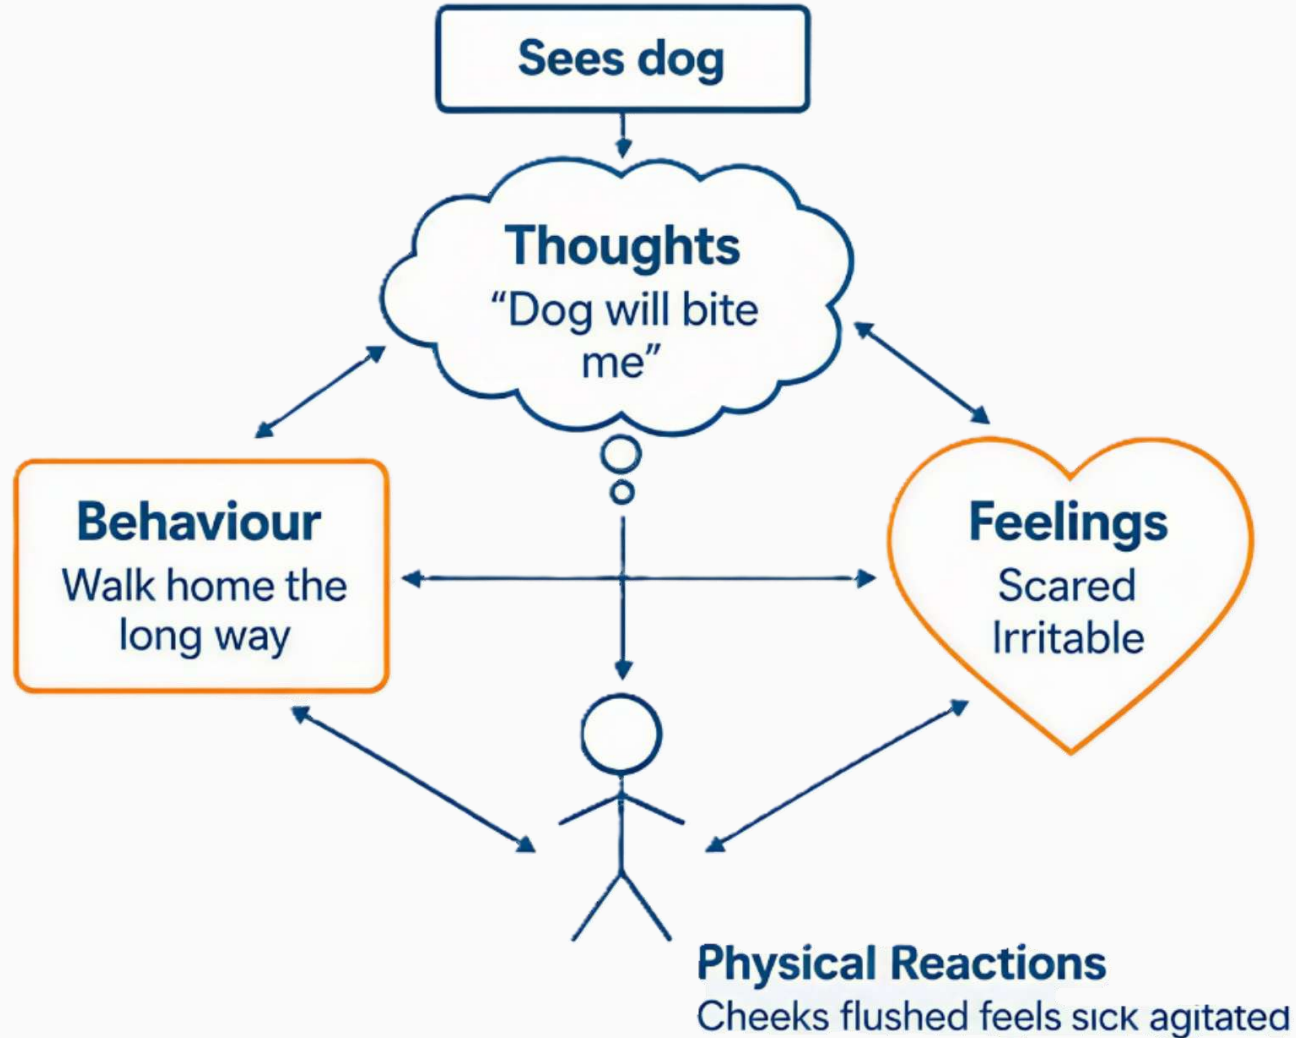 Sees dog
Thoughts
“Dog will bite
me”
Behaviour
Walk home the
long way
Feelings
Scared
Irritable
Physical Reactions
Cheeks flushed feels sick agitated